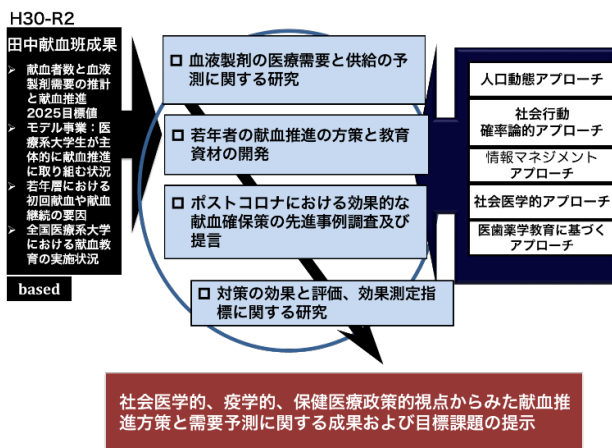 H30-R2
田中献血班成果
➢ 献血者数と血液
製剤需要の推計
と献血推進
2025目標値
➢ モデル事業：医
療系大学生が主
体的に献血推進
に取り組む状況
➢ 若年層における
初回献血や献血
継続の要因
➢ 全国医療系大学
における献血教
育の実施状況
based
□ 血液製剤の医療需要と供給の予
測に関する研究
□ 若年者の献血推進の方策と教育
資材の開発
□ ポストコロナにおける効果的な
献血確保策の先進事例調査及び
提言
□ 対策の効果と評価、効果測定指
標に関する研究
人口動態アプローチ
社会行動
確率論的アプローチ
情報マネジメント
アプローチ
社会医学的アプローチ
医歯薬学教育に基づく
アプローチ
社会医学的、疫学的、保健医療政策的視点からみた献血推
進方策と需要予測に関する成果および目標課題の提示